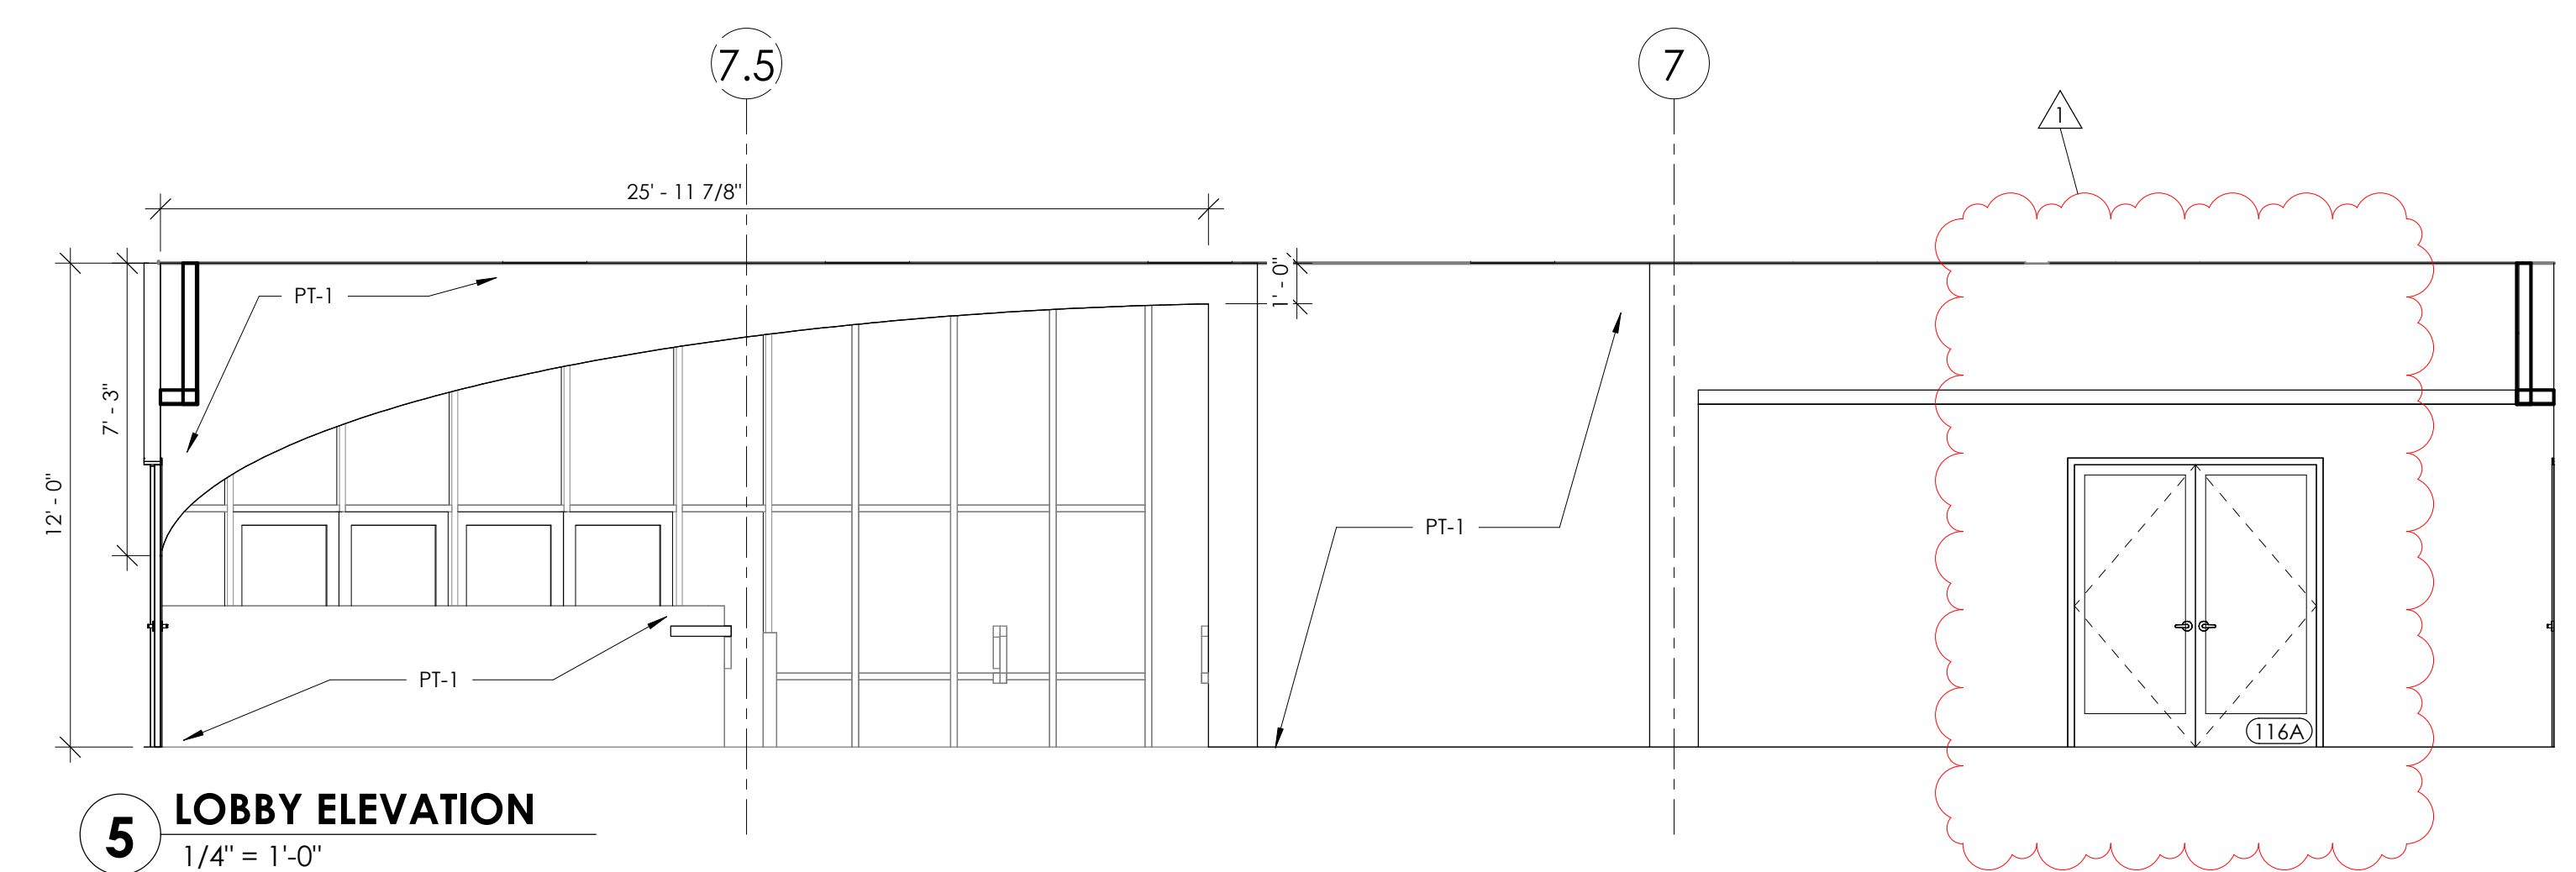 7.5
7
1
25' - 11 7/8"
1' - 0"
PT-1
7' - 3"
12' - 0"
PT-1
PT-1
116A
5
LOBBY ELEVATION
1/4" = 1'-0"